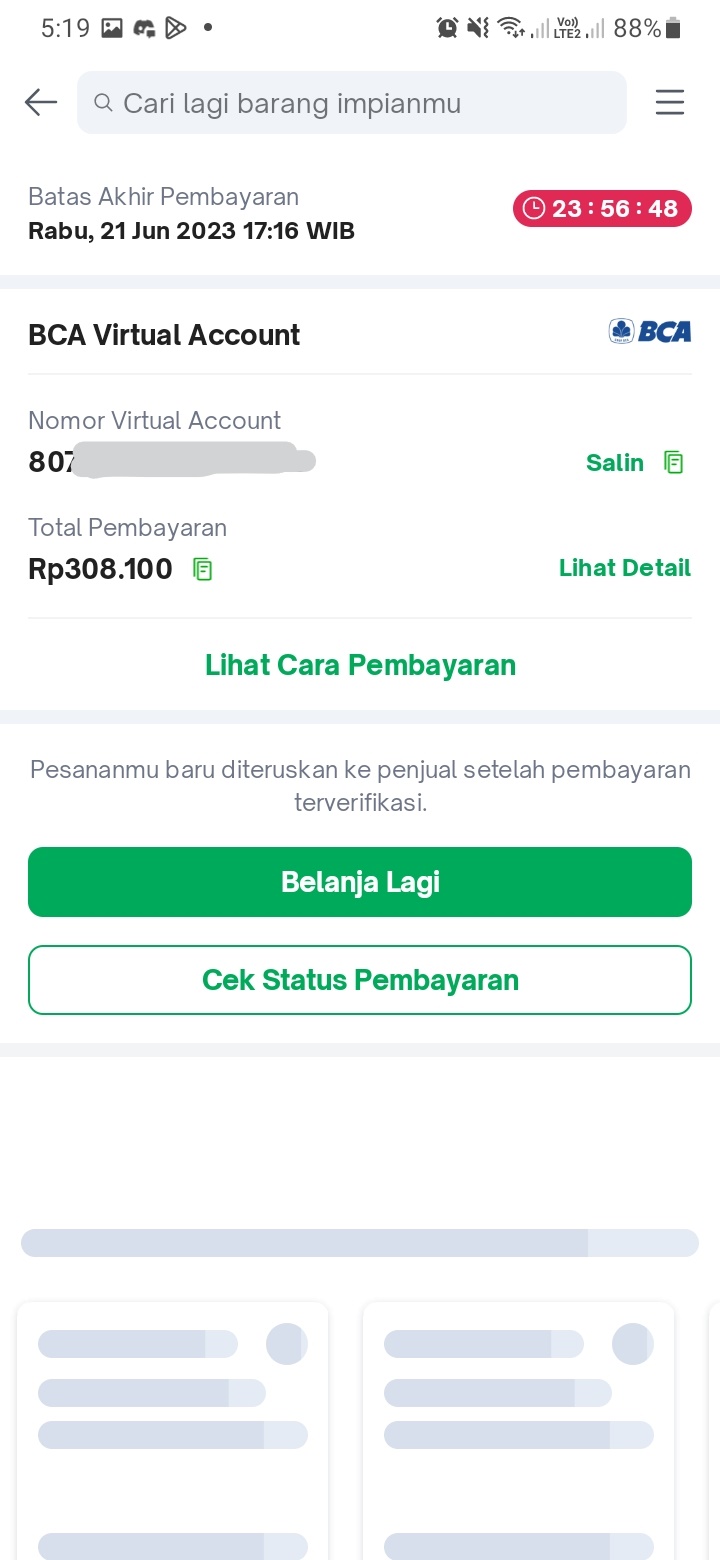 5:19
Vo))
LTE2
88%
Cari lagi barang impianmu
Batas Akhir Pembayaran
Rabu, 21 Jun 2023 17:16 WIB
23 : 56 : 48
BCA Virtual Account
BCA
Nomor Virtual Account
807
Salin
Total Pembayaran
Rp308.100
Lihat Detail
Lihat Cara Pembayaran
Pesananmu baru diteruskan ke penjual setelah pembayaran
terverifikasi.
Belanja Lagi
Cek Status Pembayaran